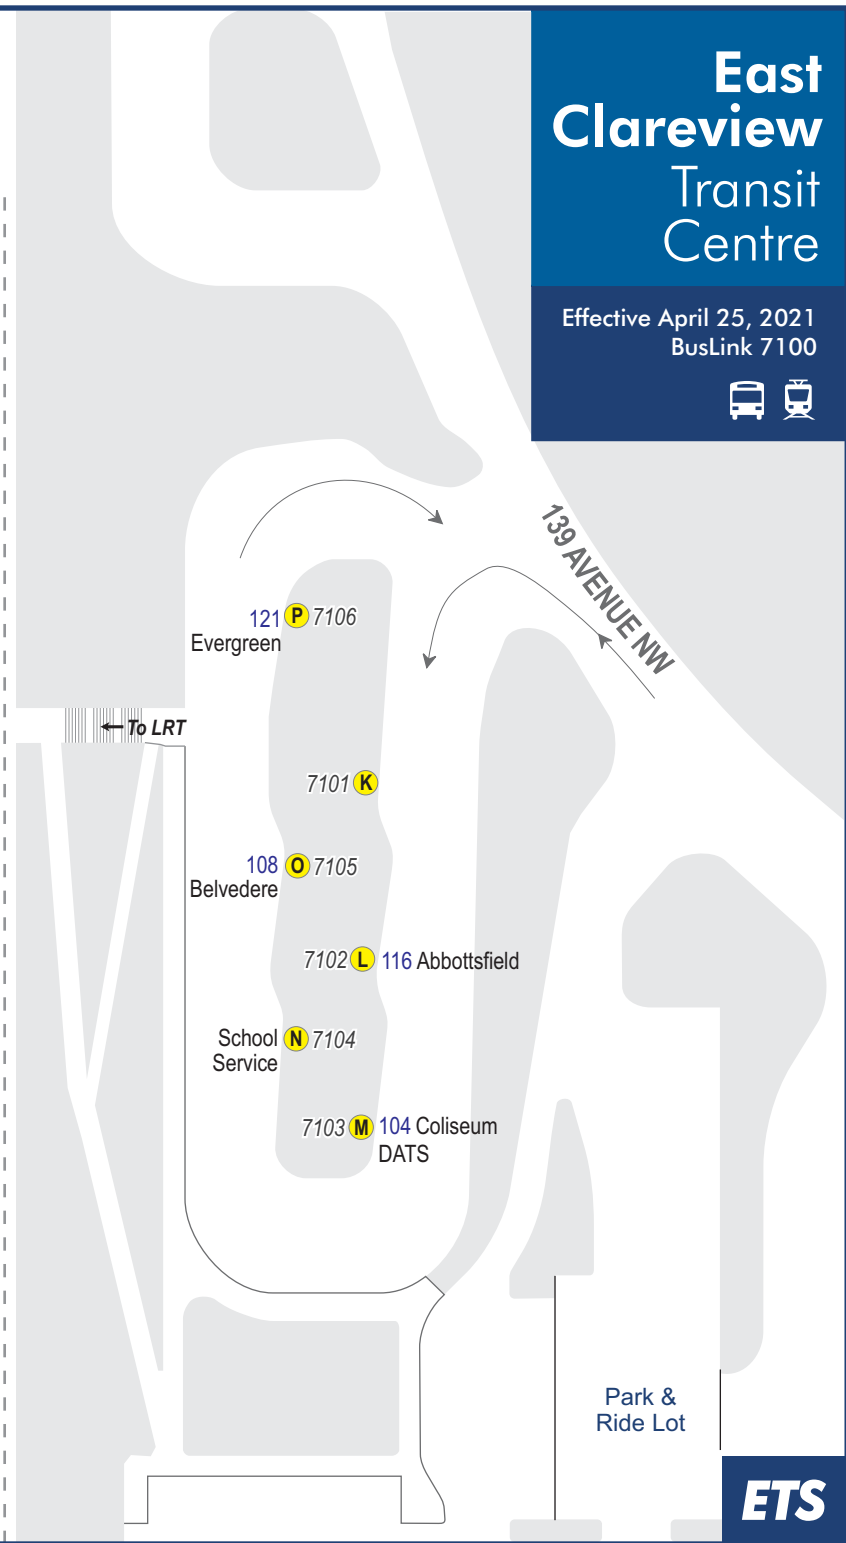 East
Clareview
Transit
Centre
Effective April 25, 2021
BusLink 7100
139 AVENUE NW
121 P 7106
Evergreen
To LRT
7101 K
108 O 7105
Belvedere
7102 L 116 Abbottsfield
School N 7104
Service
7103 M 104 Coliseum
DATS
Park &
Ride Lot
ETS